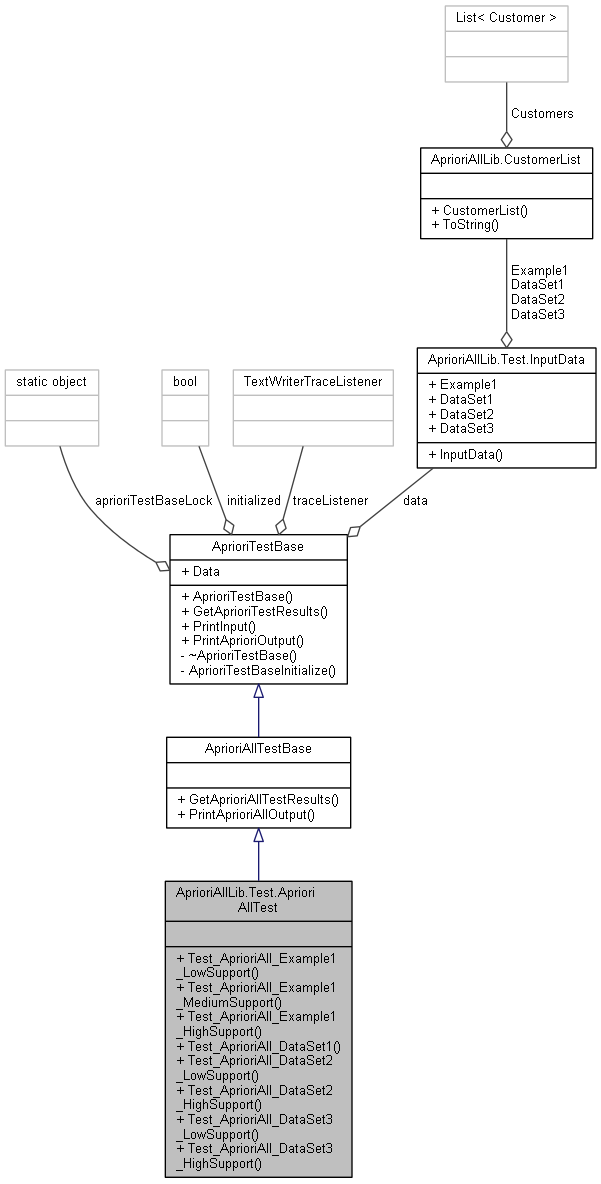 List< Customer >
Customers
AprioriAllLib.CustomerList
+ CustomerList()
+ ToString()
Example1
DataSet1
DataSet2
DataSet3
AprioriAllLib.Test.InputData
+ Example1
+ DataSet1
+ DataSet2
+ DataSet3
+ InputData()
static object
bool
TextWriterTraceListener
aprioriTestBaseLock
initialized
traceListener
data
AprioriTestBase
+ Data
+ AprioriTestBase()
+ GetAprioriTestResults()
+ PrintInput()
+ PrintAprioriOutput()
- ~AprioriTestBase()
- AprioriTestBaseInitialize()
AprioriAllTestBase
+ GetAprioriAllTestResults()
+ PrintAprioriAllOutput()
AprioriAllLib.Test.Apriori
AllTest
+ Test_AprioriAll_Example1
_LowSupport()
+ Test_AprioriAll_Example1
_MediumSupport()
+ Test_AprioriAll_Example1
_HighSupport()
+ Test_AprioriAll_DataSet1()
+ Test_AprioriAll_DataSet2
_LowSupport()
+ Test_AprioriAll_DataSet2
_HighSupport()
+ Test_AprioriAll_DataSet3
_LowSupport()
+ Test_AprioriAll_DataSet3
_HighSupport()